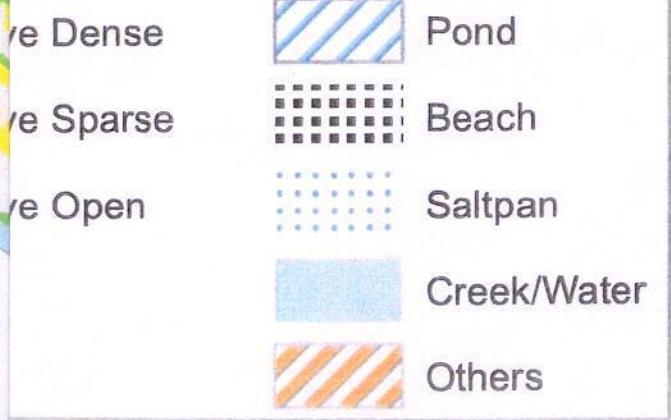 ve Dense
Pond
ve Sparse
Beach
ve Open
Saltpan
Creek/Water
Others